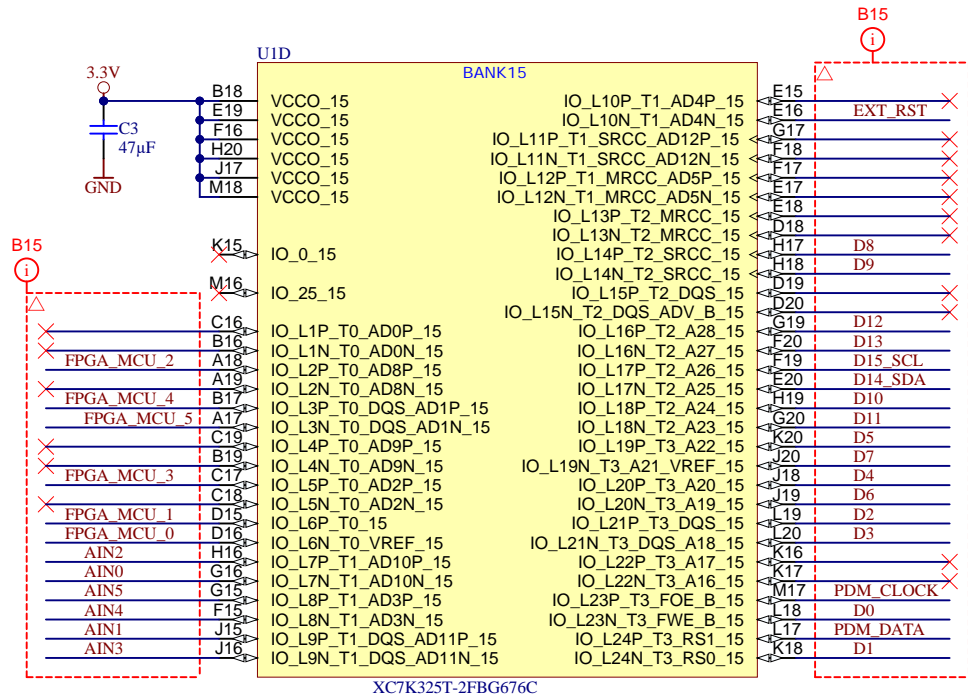 B15
B15
U1D
BANK15
3.3V
C3
47µF
GND
B18 VCCO_15
E19 VCCO_15
F16 VCCO_15
H20 VCCO_15
J17 VCCO_15
M18 VCCO_15
K15 IO_0_15
M16 IO_25_15
C16 IO_L1P_T0_AD0P_15
B16 IO_L1N_T0_AD0N_15
FPGA_MCU_2 A18 IO_L2P_T0_AD8P_15
A19 IO_L2N_T0_AD8N_15
FPGA_MCU_4 B17 IO_L3P_T0_DQS_AD1P_15
FPGA_MCU_5 A17 IO_L3N_T0_DQS_AD1N_15
C19 IO_L4P_T0_AD9P_15
B19 IO_L4N_T0_AD9N_15
FPGA_MCU_3 C17 IO_L5P_T0_AD2P_15
C18 IO_L5N_T0_AD2N_15
FPGA_MCU_1 D15 IO_L6P_T0_15
FPGA_MCU_0 D16 IO_L6N_T0_VREF_15
AIN2 H16 IO_L7P_T1_AD10P_15
AIN0 G16 IO_L7N_T1_AD10N_15
AIN5 G15 IO_L8P_T1_AD3P_15
AIN4 F15 IO_L8N_T1_AD3N_15
AIN1 J15 IO_L9P_T1_DQS_AD11P_15
AIN3 J16 IO_L9N_T1_DQS_AD11N_15
IO_L10P_T1_AD4P_15 E15
IO_L10N_T1_AD4N_15 E16 EXT_RST
IO_L11P_T1_SRCC_AD12P_15 G17
IO_L11N_T1_SRCC_AD12N_15 F18
IO_L12P_T1_MRCC_AD5P_15 F17
IO_L12N_T1_MRCC_AD5N_15 E17
IO_L13P_T2_MRCC_15 E18
IO_L13N_T2_MRCC_15 D18
IO_L14P_T2_SRCC_15 H17 D8
IO_L14N_T2_SRCC_15 H18 D9
IO_L15P_T2_DQS_15 D19
IO_L15N_T2_DQS_ADV_B_15 D20
IO_L16P_T2_A28_15 G19 D12
IO_L16N_T2_A27_15 F20 D13
IO_L17P_T2_A26_15 E19 D15_SCL
IO_L17N_T2_A25_15 E20 D14_SDA
IO_L18P_T2_A24_15 H19 D10
IO_L18N_T2_A23_15 G20 D11
IO_L19P_T3_A22_15 K20 D5
IO_L19N_T3_A21_VREF_15 J20 D7
IO_L20P_T3_A20_15 J18 D4
IO_L20N_T3_A19_15 J19 D6
IO_L21P_T3_DQS_15 L19 D2
IO_L21N_T3_DQS_A18_15 L20 D3
IO_L22P_T3_A17_15 K16
IO_L22N_T3_A16_15 K17
IO_L23P_T3_FOE_B_15 M17 PDM_CLOCK
IO_L23N_T3_FWE_B_15 L18 D0
IO_L24P_T3_RS1_15 L17 PDM_DATA
IO_L24N_T3_RS0_15 K18 D1
XC7K325T-2FBG676C